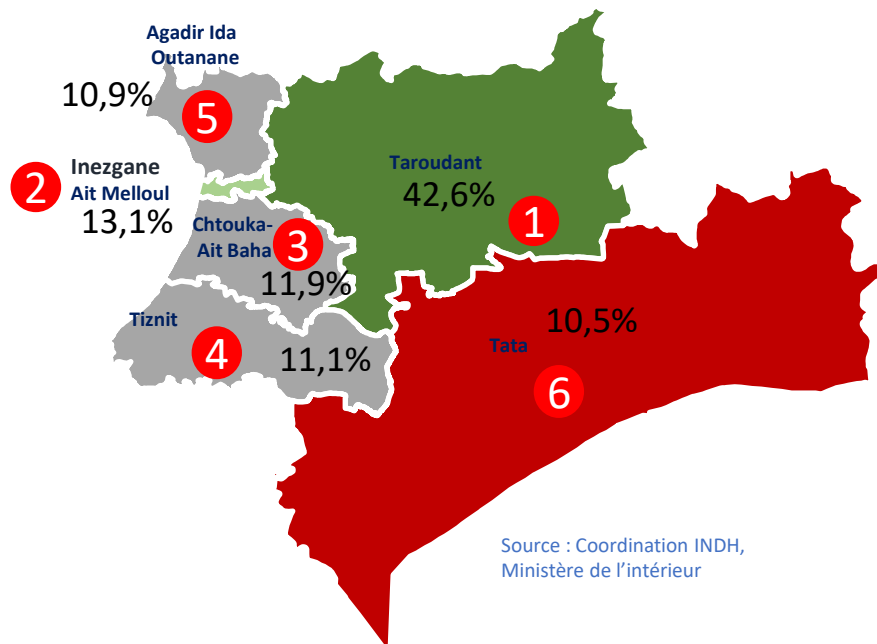 Agadir Ida
Outanane
10,9%
5
2
Inezgane
Ait Melloul
13,1%
Taroudant
42,6%
1
Chtouka-
Ait Baha
3
11,9%
Tiznit
4
11,1%
10,5%
Tata
6
Source : Coordination INDH,
Ministère de l’intérieur